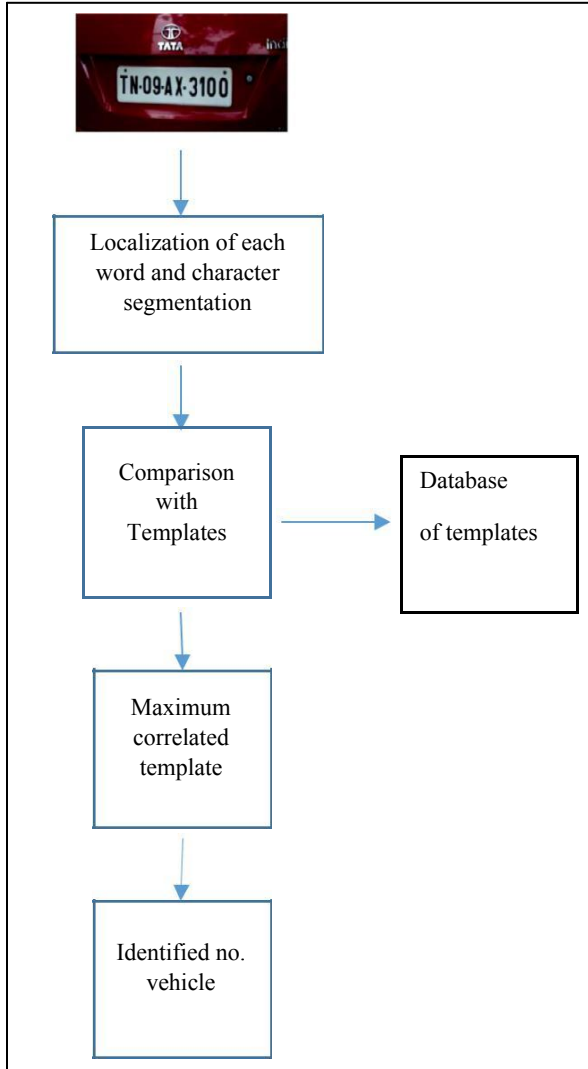 TATA
indi
TN-09-AX-3100
Localization of each
word and character
segmentation
Comparison
with
Templates
Database
of templates
Maximum
correlated
template
Identified no.
vehicle